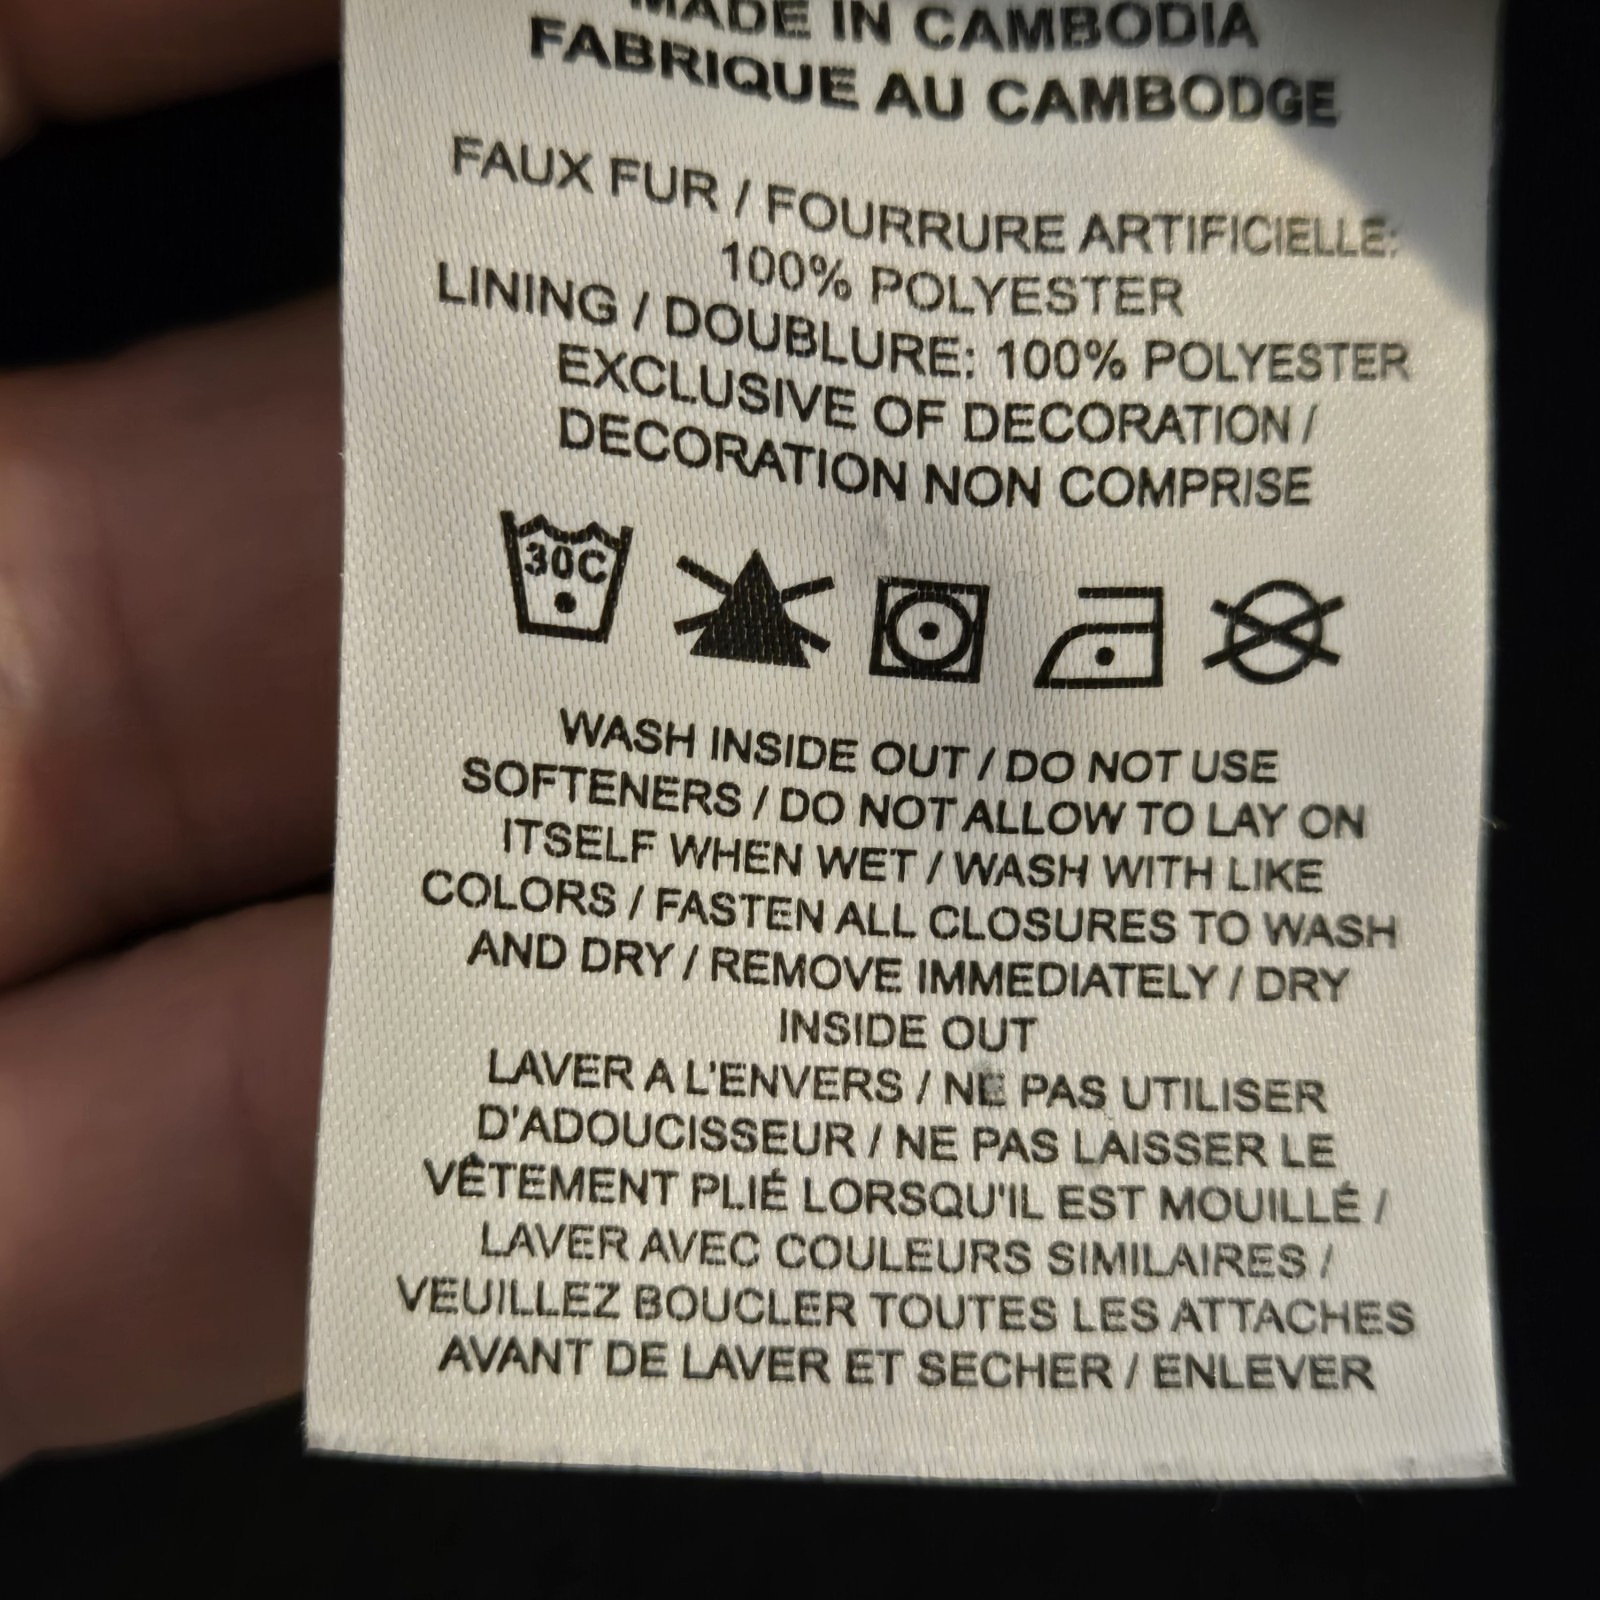 MADE IN CAMBODIA
FABRIQUE AU CAMBODGE
FAUX FUR / FOURRURE ARTIFICIELLE:
100% POLYESTER
LINING / DOUBLURE: 100% POLYESTER
EXCLUSIVE OF DECORATION /
DECORATION NON COMPRISE
30C
WASH INSIDE OUT / DO NOT USE
SOFTENERS / DO NOT ALLOW TO LAY ON
ITSELF WHEN WET / WASH WITH LIKE
COLORS / FASTEN ALL CLOSURES TO WASH
AND DRY / REMOVE IMMEDIATELY / DRY
INSIDE OUT
LAVER A L'ENVERS / NE PAS UTILISER
D'ADOUCISSEUR / NE PAS LAISSER LE
VÊTEMENT PLIÉ LORSQU'IL EST MOUILLÉ /
LAVER AVEC COULEURS SIMILAIRES /
VEUILLEZ BOUCLER TOUTES LES ATTACHES
AVANT DE LAVER ET SECHER / ENLEVER